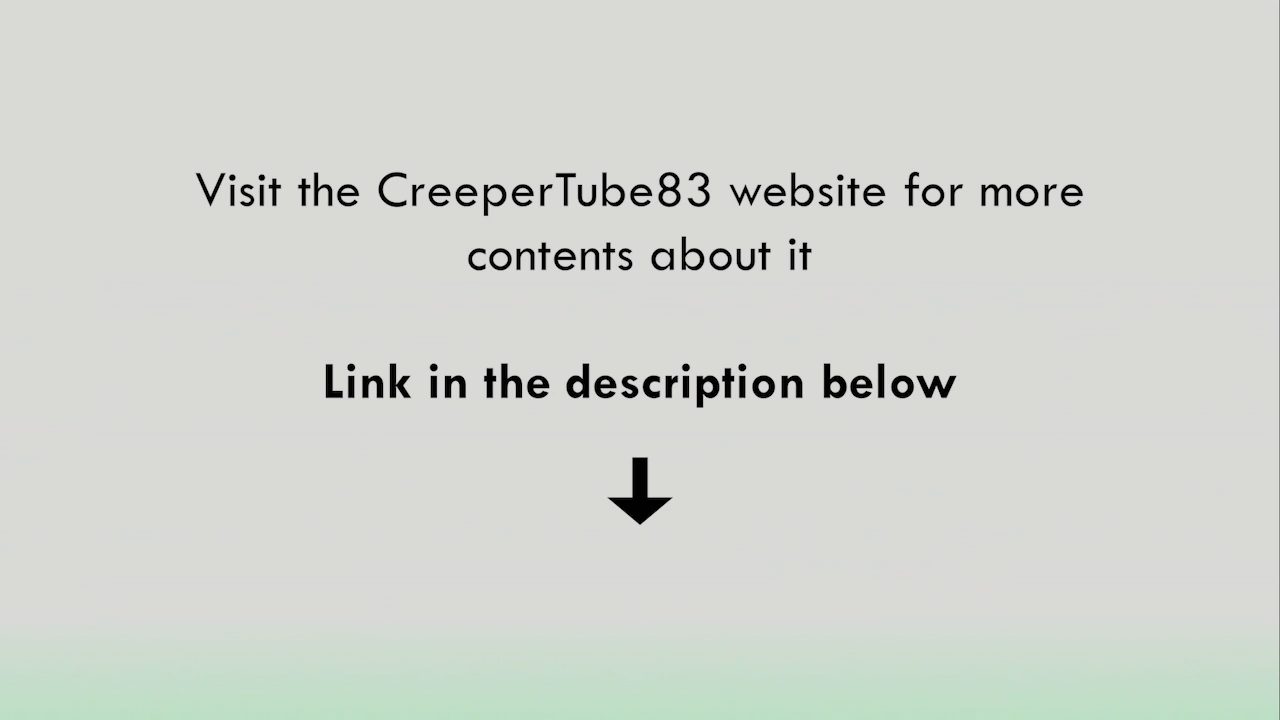 Visit the CreeperTube83 website for more
contents about it
Link in the description below